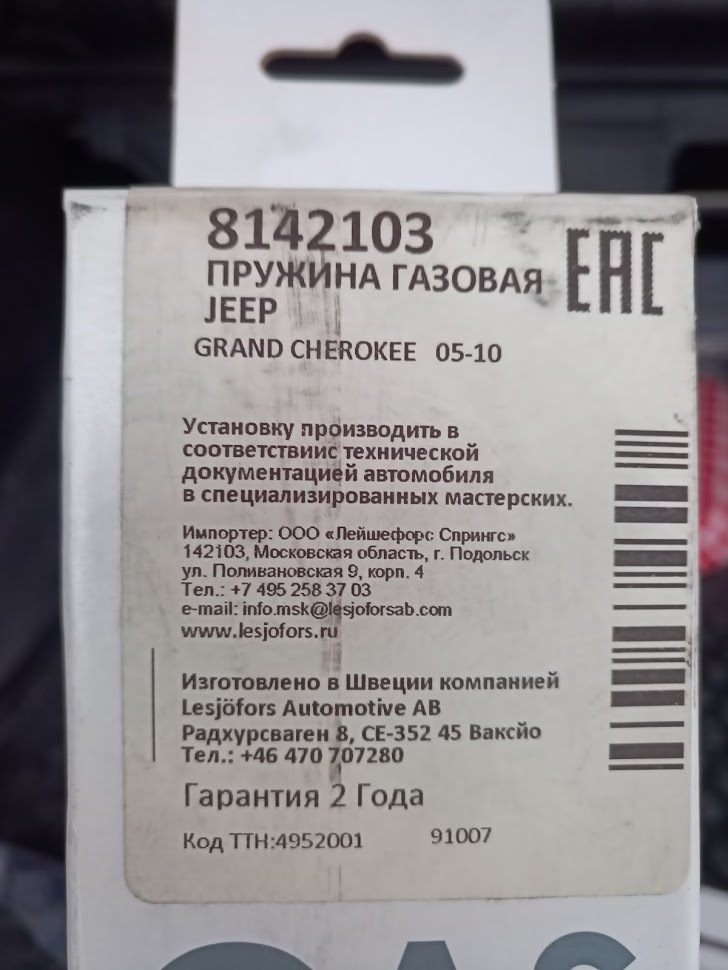 8142103
ПРУЖИНА ГАЗОВАЯ
JEEP
EAC
GRAND CHEROKEE 05-10
Установку производить в
соответствиис технической
документацией автомобиля
в специализированных мастерских.
Импортер: ООО «Лейшефорс Спрингс»
142103, Московская область, г. Подольск
ул. Поливановская 9, корп. 4
Тел.: +7 495 258 37 03
e-mail: info.msk@lesjoforsab.com
www.lesjofors.ru
Изготовлено в Швеции компанией
Lesjöfors Automotive AB
Радхурсваген 8, СЕ-352 45 Ваксйо
Тел.: +46 470 707280
Гарантия 2 Года
Код ТТН:4952001 91007
GAS